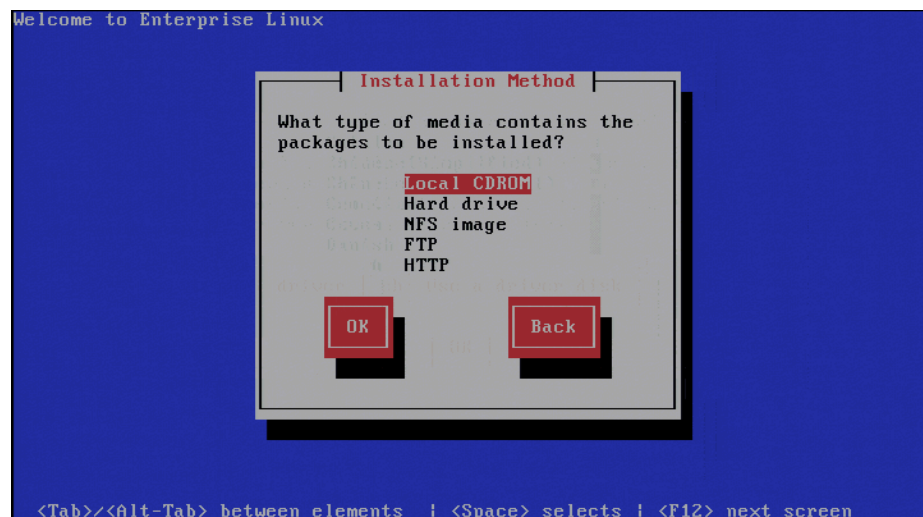 Welcome to Enterprise Linux
Installation Method
What type of media contains the
packages to be installed?
Local CDROM
Hard drive
NFS image
FTP
HTTP
OK
Back
<Tab>/<Alt-Tab> between elements | <Space> selects | <F12> next screen